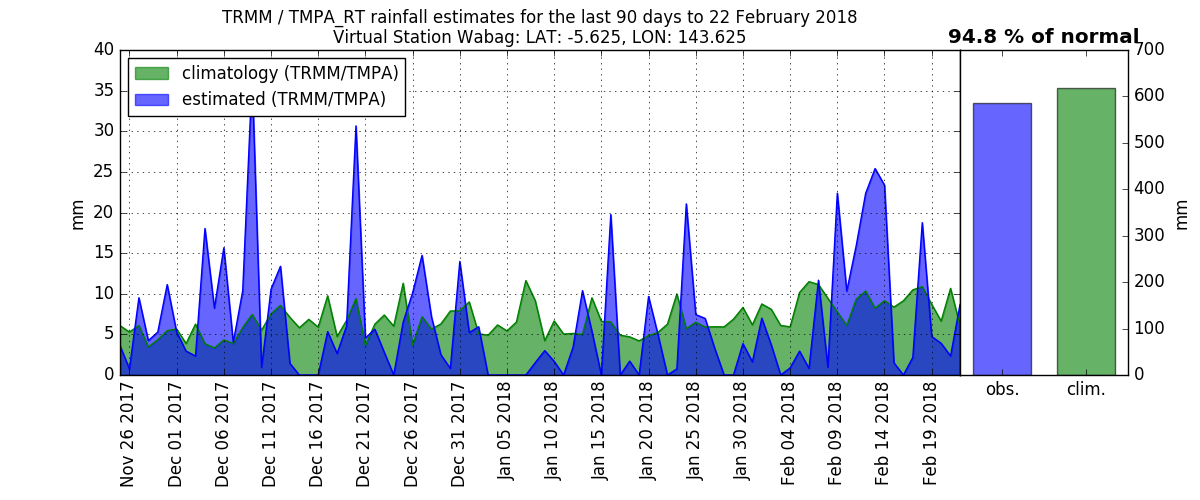 TRMM / TMPA_RT rainfall estimates for the last 90 days to 22 February 2018
Virtual Station Wabag: LAT: -5.625, LON: 143.625
94.8 % of normal
climatology (TRMM/TMPA)
estimated (TRMM/TMPA)
40
35
30
25
20
15
10
5
0
mm
Nov 26 2017
Dec 01 2017
Dec 06 2017
Dec 11 2017
Dec 16 2017
Dec 21 2017
Dec 26 2017
Dec 31 2017
Jan 05 2018
Jan 10 2018
Jan 15 2018
Jan 20 2018
Jan 25 2018
Jan 30 2018
Feb 04 2018
Feb 09 2018
Feb 14 2018
Feb 19 2018
obs.
clim.
700
600
500
400
300
200
100
0
mm